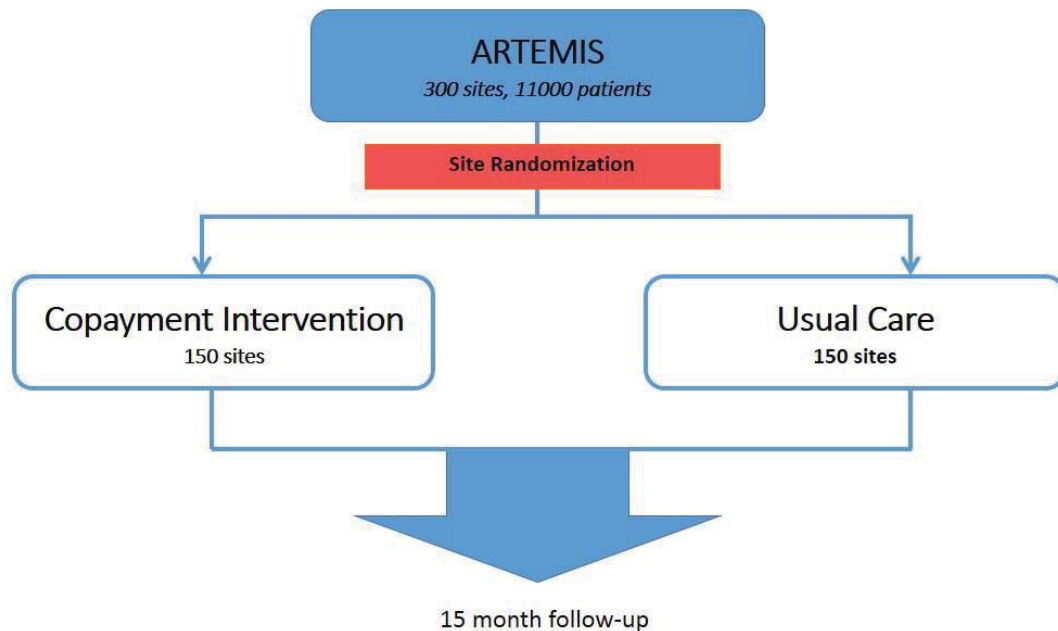 ARTEMIS
300 sites, 11000 patients
Site Randomization
Copayment Intervention
150 sites
Usual Care
150 sites
15 month follow-up